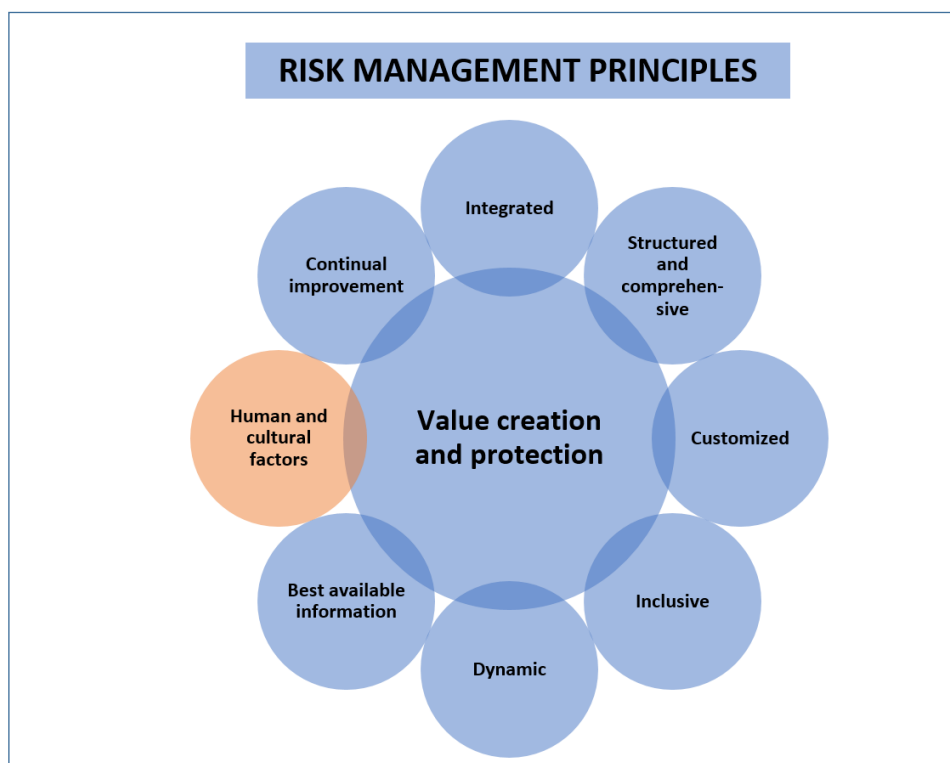 RISK MANAGEMENT PRINCIPLES
Integrated
Structured
and
comprehen-
sive
Customized
Inclusive
Dynamic
Best available
information
Human and
cultural
factors
Continual
improvement
Value creation
and protection